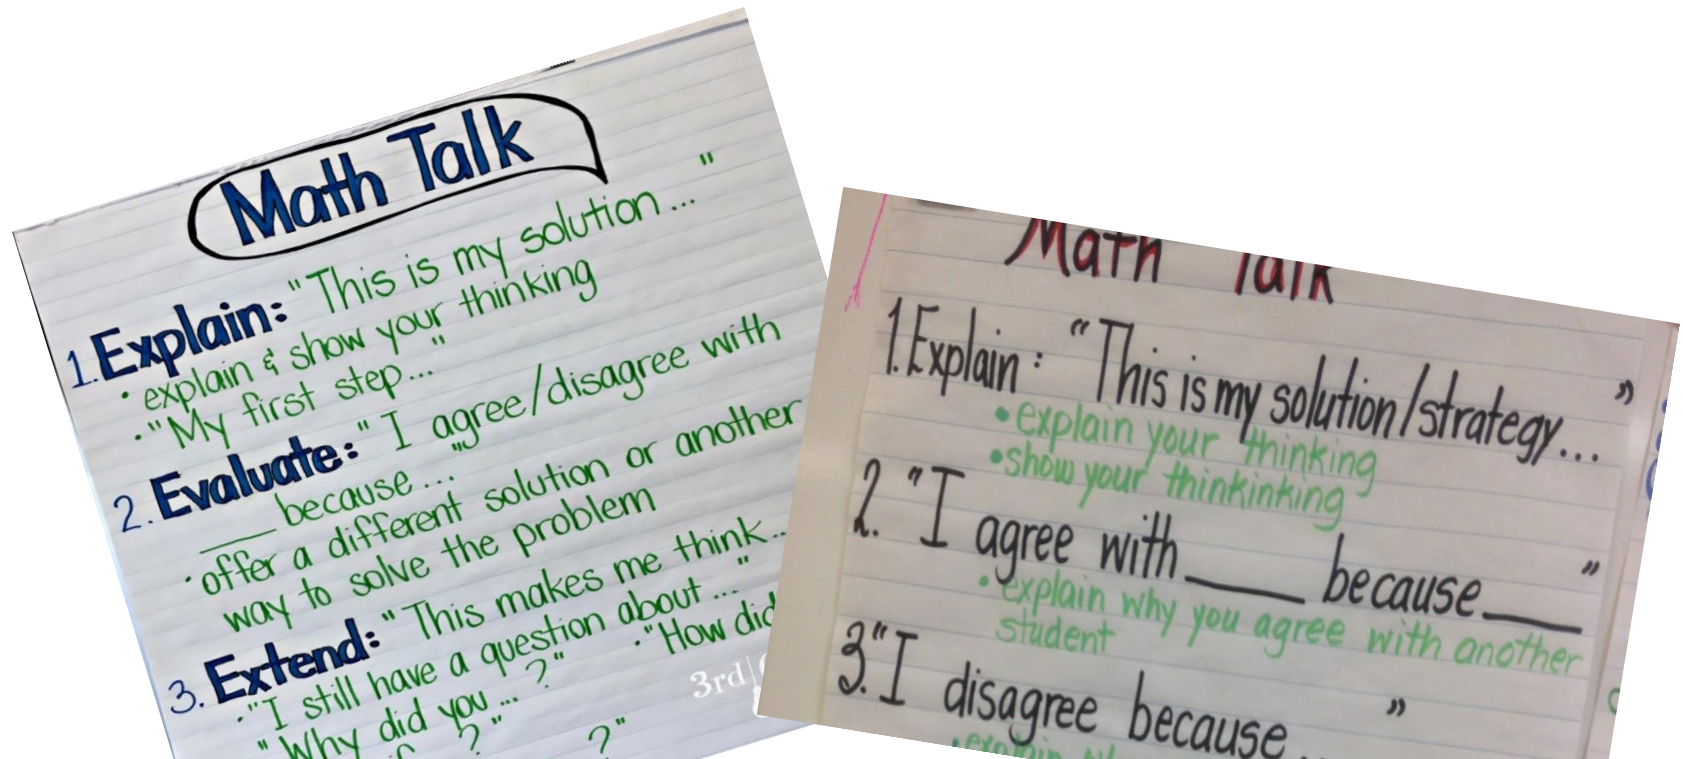 Math Talk
1. Explain: "This is my solution... "
• explain & show your thinking
• "My first step..."
2. Evaluate: "I agree/disagree with
____ because ..."
• offer a different solution or another
way to solve the problem
3. Extend: "This makes me think...
• "I still have a question about ..."
"Why did you ... ?" • "How did
?" ?"
3rd
Math Talk
1. Explain: "This is my solution/strategy... "
• explain your thinking
• show your thinkinking
2. "I agree with ____ because ____"
• explain why you agree with another
student
3. "I disagree because... "
• explain